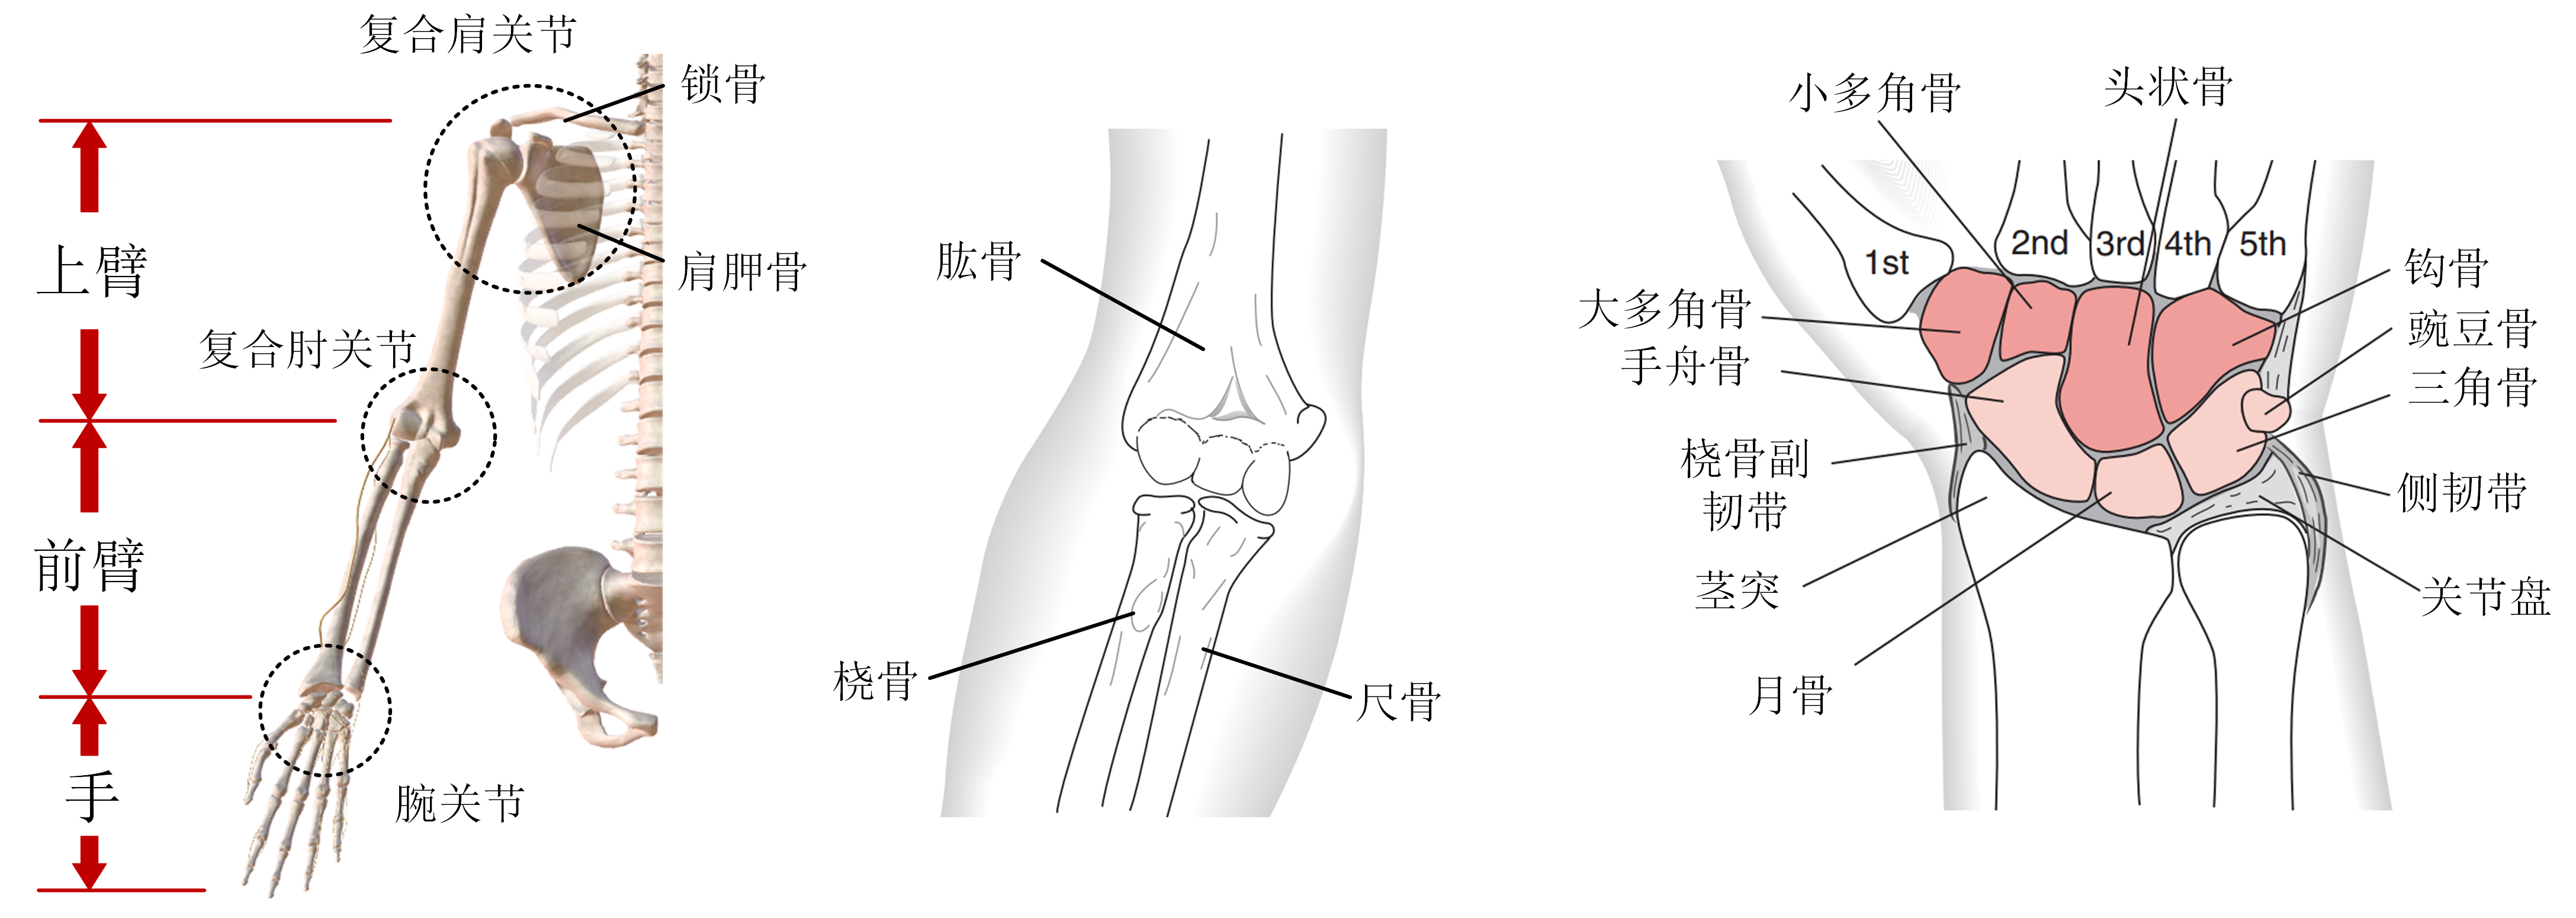 复合肩关节
锁骨
肩胛骨
上臂
复合肘关节
前臂
手
腕关节
肱骨
桡骨
尺骨
小多角骨
头状骨
1st
2nd
3rd
4th
5th
大多角骨
手舟骨
钩骨
豌豆骨
三角骨
桡骨副
韧带
侧韧带
茎突
关节盘
月骨